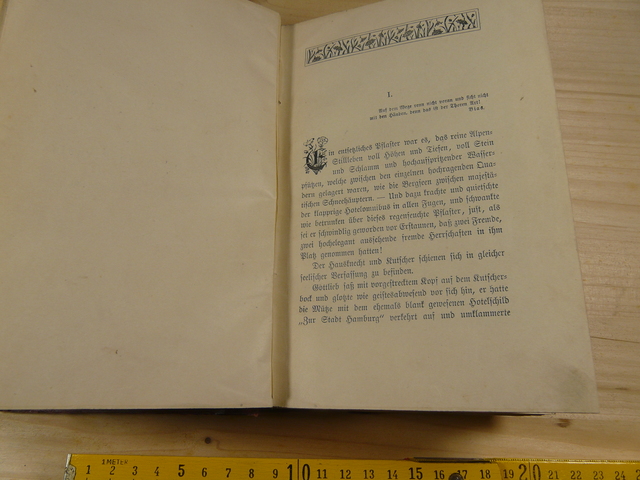 I.
Auf dem Wege renn nicht voran und ficht nicht
mit den Händen, denn das ist der Thoren Art!
Ein entsetzliches Pflaster war es, das reine Alpen-
Stillleben voll Höhen und Tiefen, voll Stein
und Schlamm und hochaufspritzender Wasser-
pfützen, welche zwischen den einzelnen hochragenden Qua-
dern gelagert waren, wie die Bergseen zwischen majestä-
tischen Schneehäuptern. — Und dazu krachte und quietschte
der klapprige Hotelomnibus in allen Fugen, und schwankte
wie betrunken über dieses regenfeuchte Pflaster, just, als
sei er schwindlig geworden vor Erstaunen, daß zwei Fremde,
zwei hochelegant aussehende fremde Herrschaften in ihm
Platz genommen hatten!
Der Hausknecht und Kutscher schienen sich in gleicher
seelischer Verfassung zu befinden.
Gottlieb saß mit vorgestrecktem Kopf auf dem Kutscher-
bock und glotzte wie geistesabwesend vor sich hin, er hatte
die Mütze mit dem ehemals blank gewesenen Hotelschild
„Zur Stadt Hamburg" verkehrt auf und umklammerte
1 METER
1 2 3 4 5 6 7 8 9 10 11 12 13 14 15 16 17 18 19 20 21 22 23 24